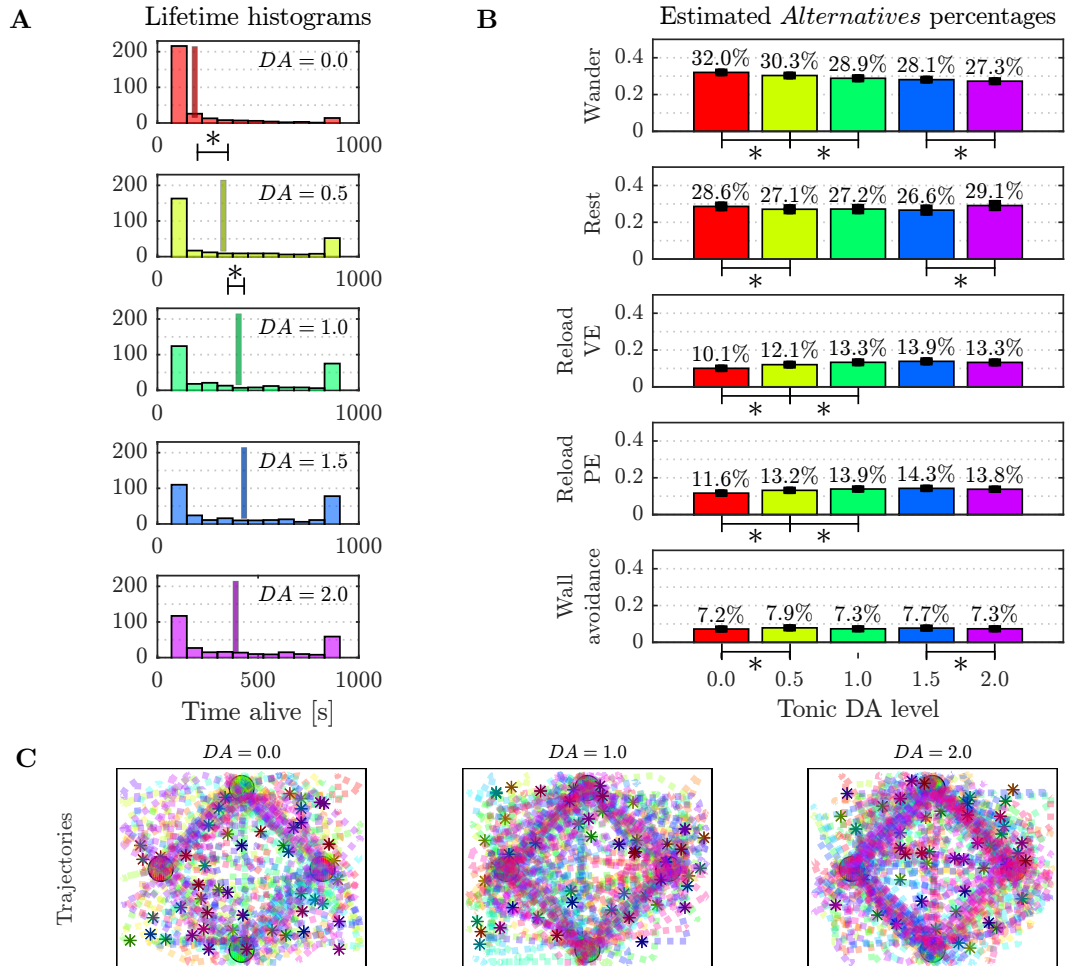 A
Lifetime histograms
200
100
0
DA = 0.0
0
1000
*
200
100
0
DA = 0.5
0
1000
*
200
100
0
DA = 1.0
0
1000
200
100
0
DA = 1.5
0
1000
200
100
0
DA = 2.0
0
500
1000
Time alive [s]
B
Estimated Alternatives percentages
Wander
0.4
0.2
0
32.0% 30.3% 28.9% 28.1% 27.3%
* * *
Rest
0.4
0.2
0
28.6% 27.1% 27.2% 26.6% 29.1%
* *
Reload
VE
0.4
0.2
0
10.1% 12.1% 13.3% 13.9% 13.3%
* *
Reload
PE
0.4
0.2
0
11.6% 13.2% 13.9% 14.3% 13.8%
* *
Wall
avoidance
0.4
0.2
0
7.2% 7.9% 7.3% 7.7% 7.3%
* *
0.0 0.5 1.0 1.5 2.0
Tonic DA level
C
Trajectories
DA = 0.0
DA = 1.0
DA = 2.0